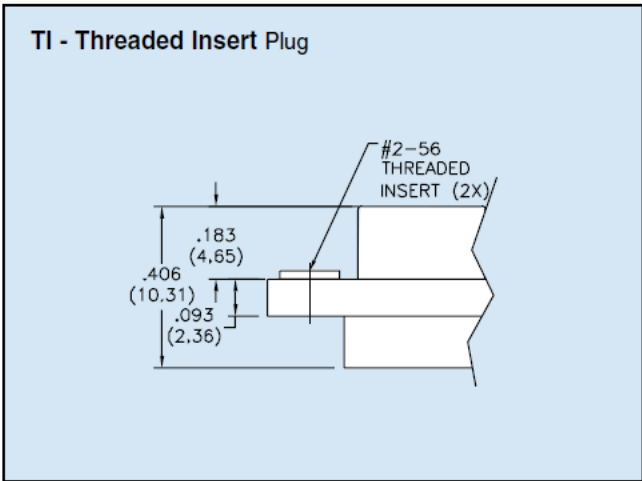 TI - Threaded Insert Plug
#2-56
THREADED
INSERT (2X)
.183
(4.65)
.406
(10.31)
.093
(2.36)